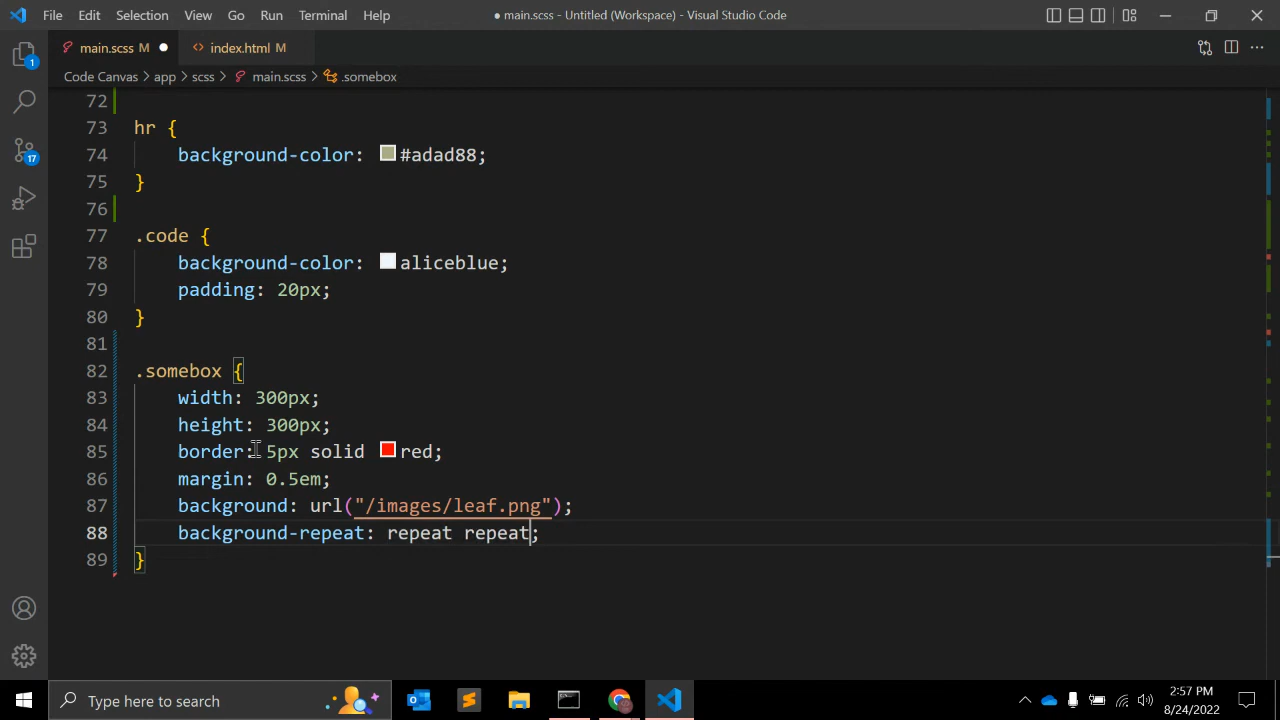 File Edit Selection View Go Run Terminal Help ● main.scss - Untitled (Workspace) - Visual Studio Code
main.scss M ● <> index.html M
Code Canvas > app > scss > main.scss > .somebox
72
73 hr {
74 background-color: #adad88;
75 }
76
77 .code {
78 background-color: aliceblue;
79 padding: 20px;
80 }
81
82 .somebox {
83 width: 300px;
84 height: 300px;
85 border: 5px solid red;
86 margin: 0.5em;
87 background: url("/images/leaf.png");
88 background-repeat: repeat repeat;
89 }
1
17
Type here to search
2:57 PM
8/24/2022